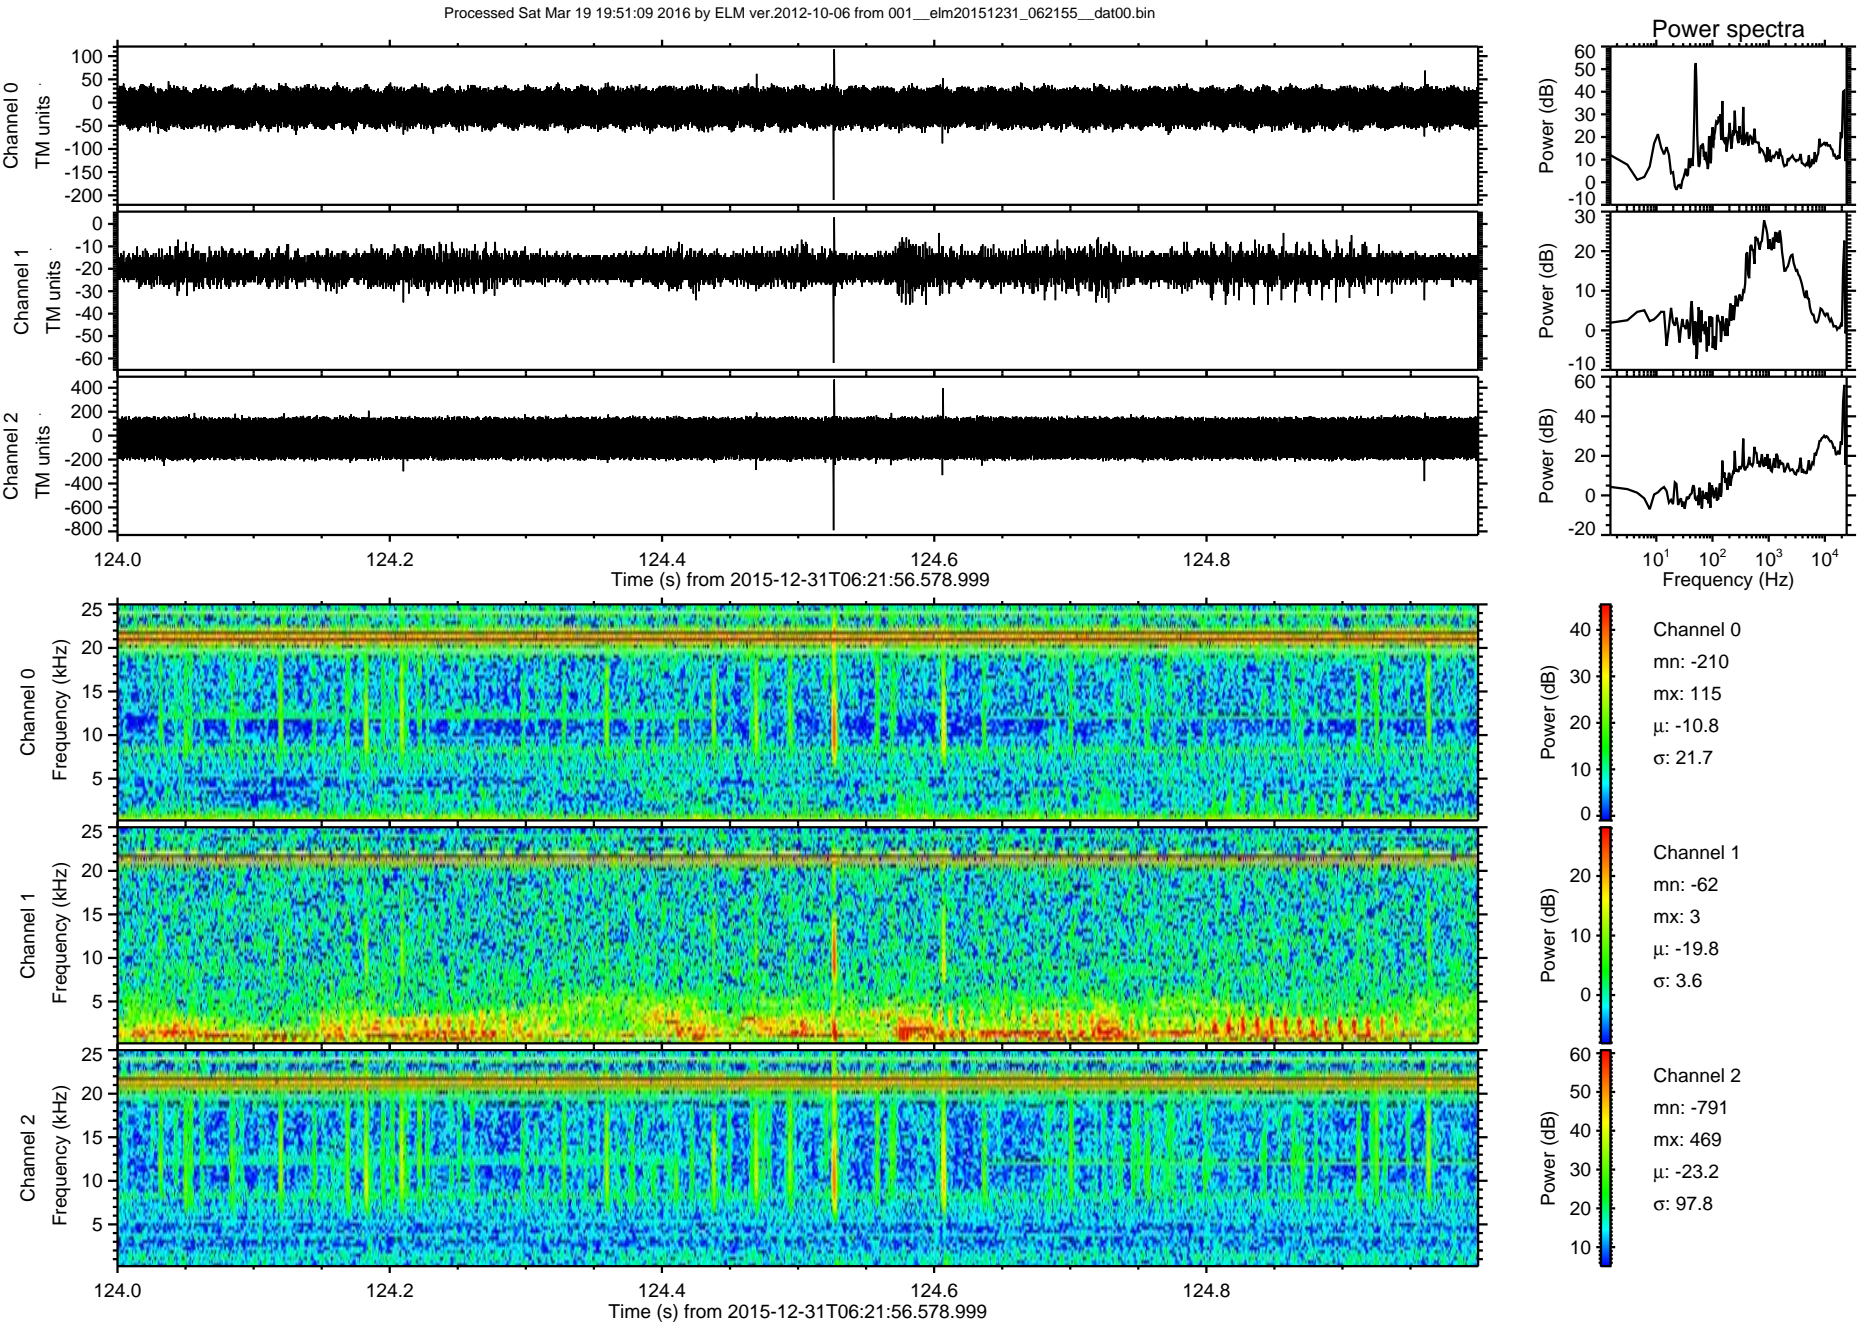 Processed Sat Mar 19 19:51:09 2016 by ELM ver.2012-10-06 from 001__elm20151231_062155__dat00.bin
Power spectra
Channel 0
TM units
100
50
0
-50
-100
-150
-200
Power (dB)
60
50
40
30
20
10
0
-10
Channel 1
TM units
0
-10
-20
-30
-40
-50
-60
Power (dB)
30
20
10
0
-10
Channel 2
TM units
400
200
0
-200
-400
-600
-800
Power (dB)
60
40
20
0
-20
124.0 124.2 124.4 124.6 124.8
Time (s) from 2015-12-31T06:21:56.578.999
10¹ 10² 10³ 10⁴
Frequency (Hz)
Channel 0
Frequency (kHz)
25
20
15
10
5
Power (dB)
40
30
20
10
0
Channel 0
mn: -210
mx: 115
μ: -10.8
σ: 21.7
Channel 1
Frequency (kHz)
25
20
15
10
5
Power (dB)
20
10
0
Channel 1
mn: -62
mx: 3
μ: -19.8
σ: 3.6
Channel 2
Frequency (kHz)
25
20
15
10
5
Power (dB)
60
50
40
30
20
10
Channel 2
mn: -791
mx: 469
μ: -23.2
σ: 97.8
124.0 124.2 124.4 124.6 124.8
Time (s) from 2015-12-31T06:21:56.578.999